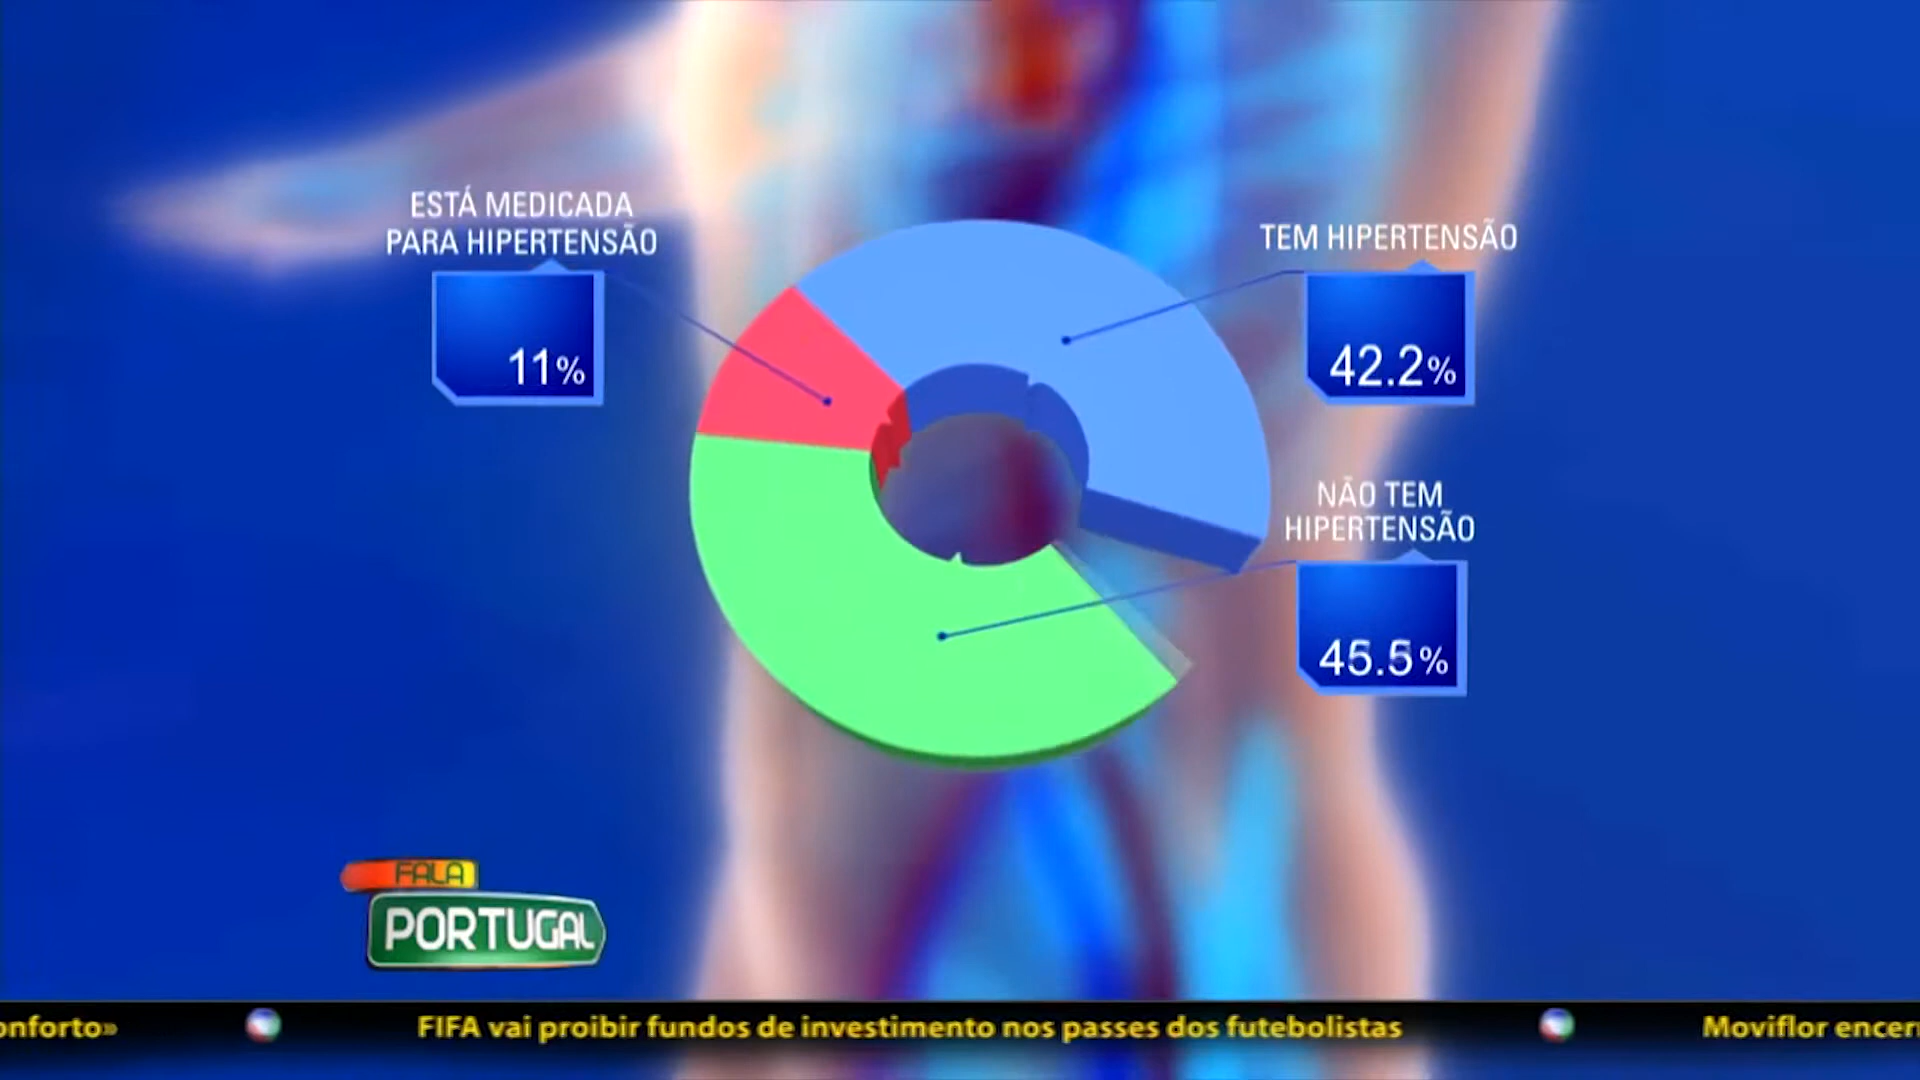 ESTÁ MEDICADA
PARA HIPERTENSÃO
11%
TEM HIPERTENSÃO
42.2%
NÃO TEM
HIPERTENSÃO
45.5%
FALA
PORTUGAL
onforto» FIFA vai proibir fundos de investimento nos passes dos futebolistas Moviflor encer